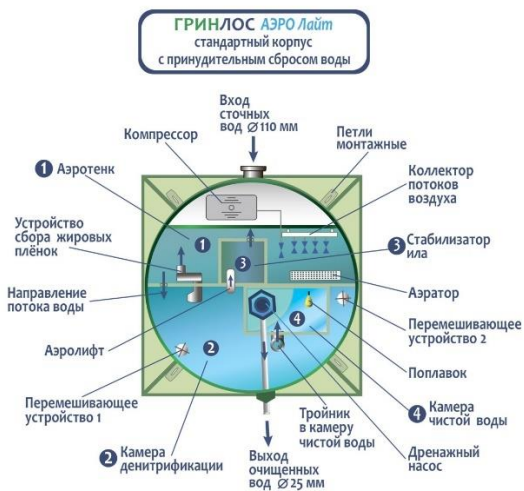 ГРИНЛОС АЭРО Лайт
стандартный корпус
с принудительным сбросом воды
Вход
сточных
вод Ø110 мм
Компрессор
Петли
монтажные
1 Аэротенк
Коллектор
потоков
воздуха
Устройство
сбора жировых
плёнок
1
3
3 Стабилизатор
ила
Направление
потока воды
Аэратор
Аэролифт
2
4
Перемешивающее
устройство 2
Поплавок
Перемешивающее
устройство 1
Тройник
в камеру
чистой воды
4 Камера
чистой воды
2 Камера
денитрификации
Выход
очищенных
вод Ø25 мм
Дренажный
насос